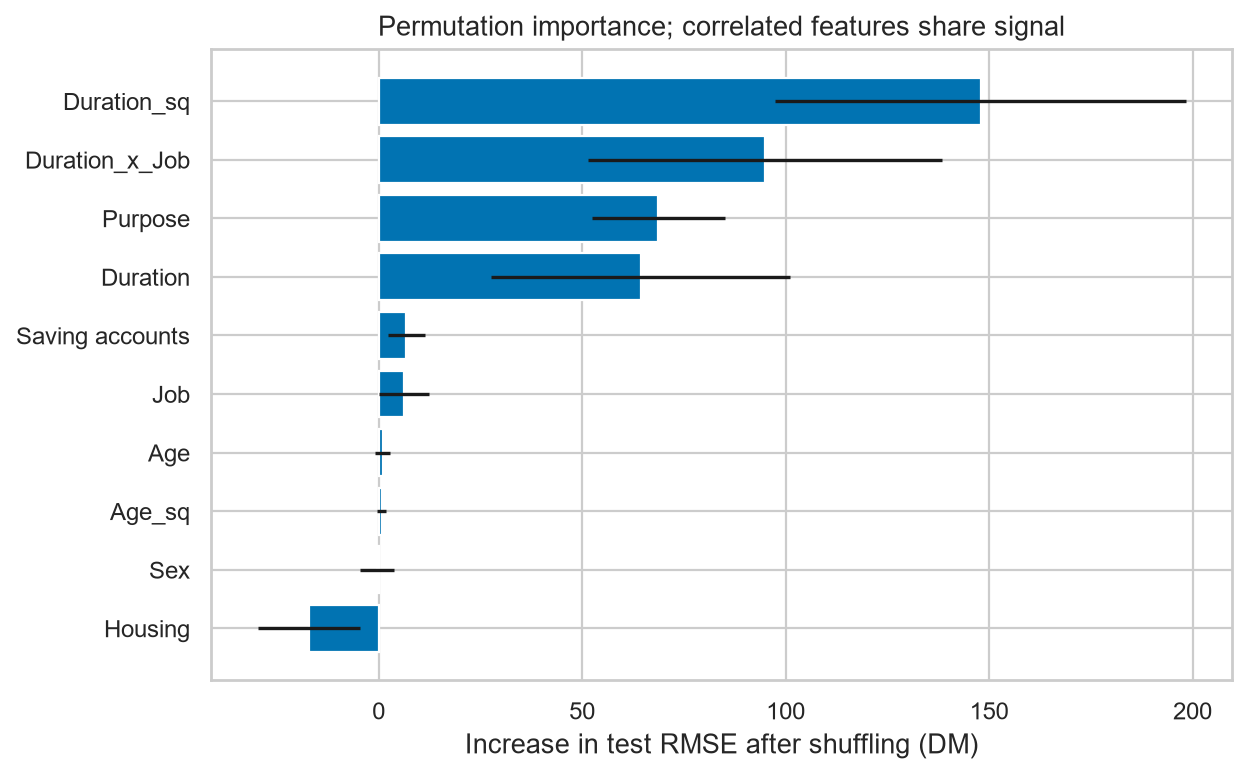 Permutation importance; correlated features share signal
Duration_sq
Duration_x_Job
Purpose
Duration
Saving accounts
Job
Age
Age_sq
Sex
Housing
0 50 100 150 200
Increase in test RMSE after shuffling (DM)